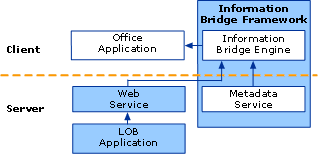 Information
Bridge Framework
Client
Office
Application
Information
Bridge Engine
Server
Web
Service
Metadata
Service
LOB
Application